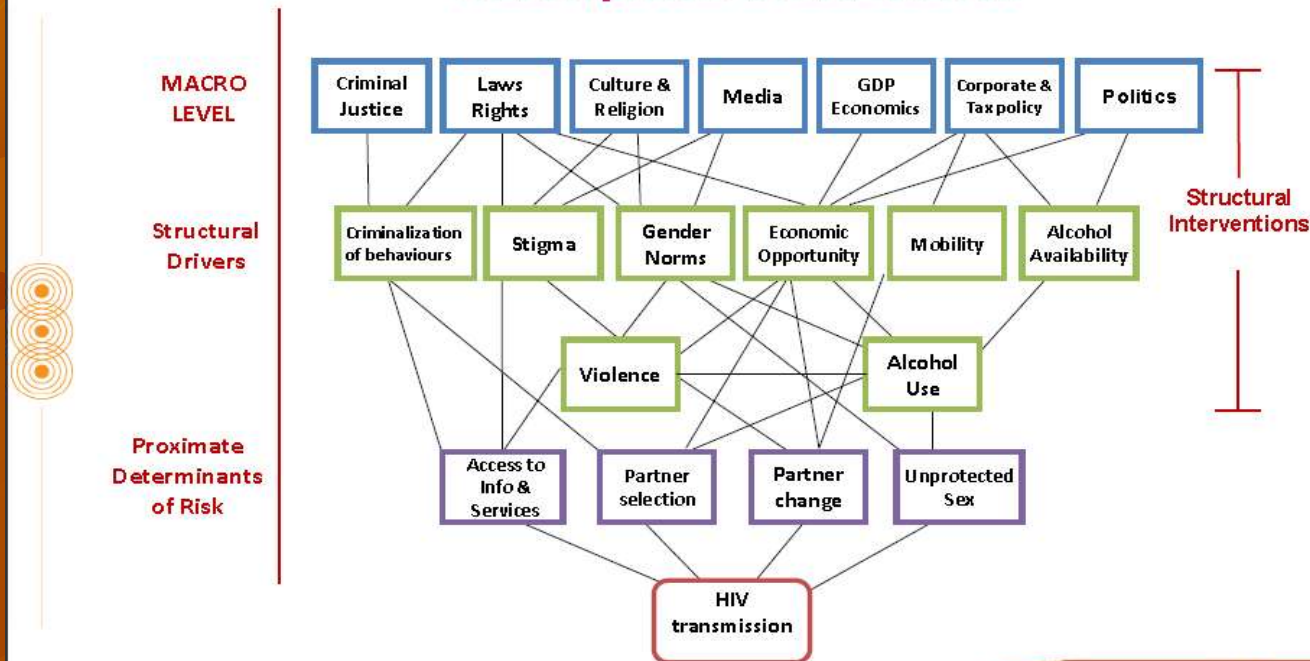 MACRO
LEVEL
Criminal
Justice
Laws
Rights
Culture &
Religion
Media
GDP
Economics
Corporate &
Tax policy
Politics
Structural
Interventions
Structural
Drivers
Criminalization
of behaviours
Stigma
Gender
Norms
Economic
Opportunity
Mobility
Alcohol
Availability
Violence
Alcohol
Use
Proximate
Determinants
of Risk
Access to
Info &
Services
Partner
selection
Partner
change
Unprotected
Sex
HIV
transmission